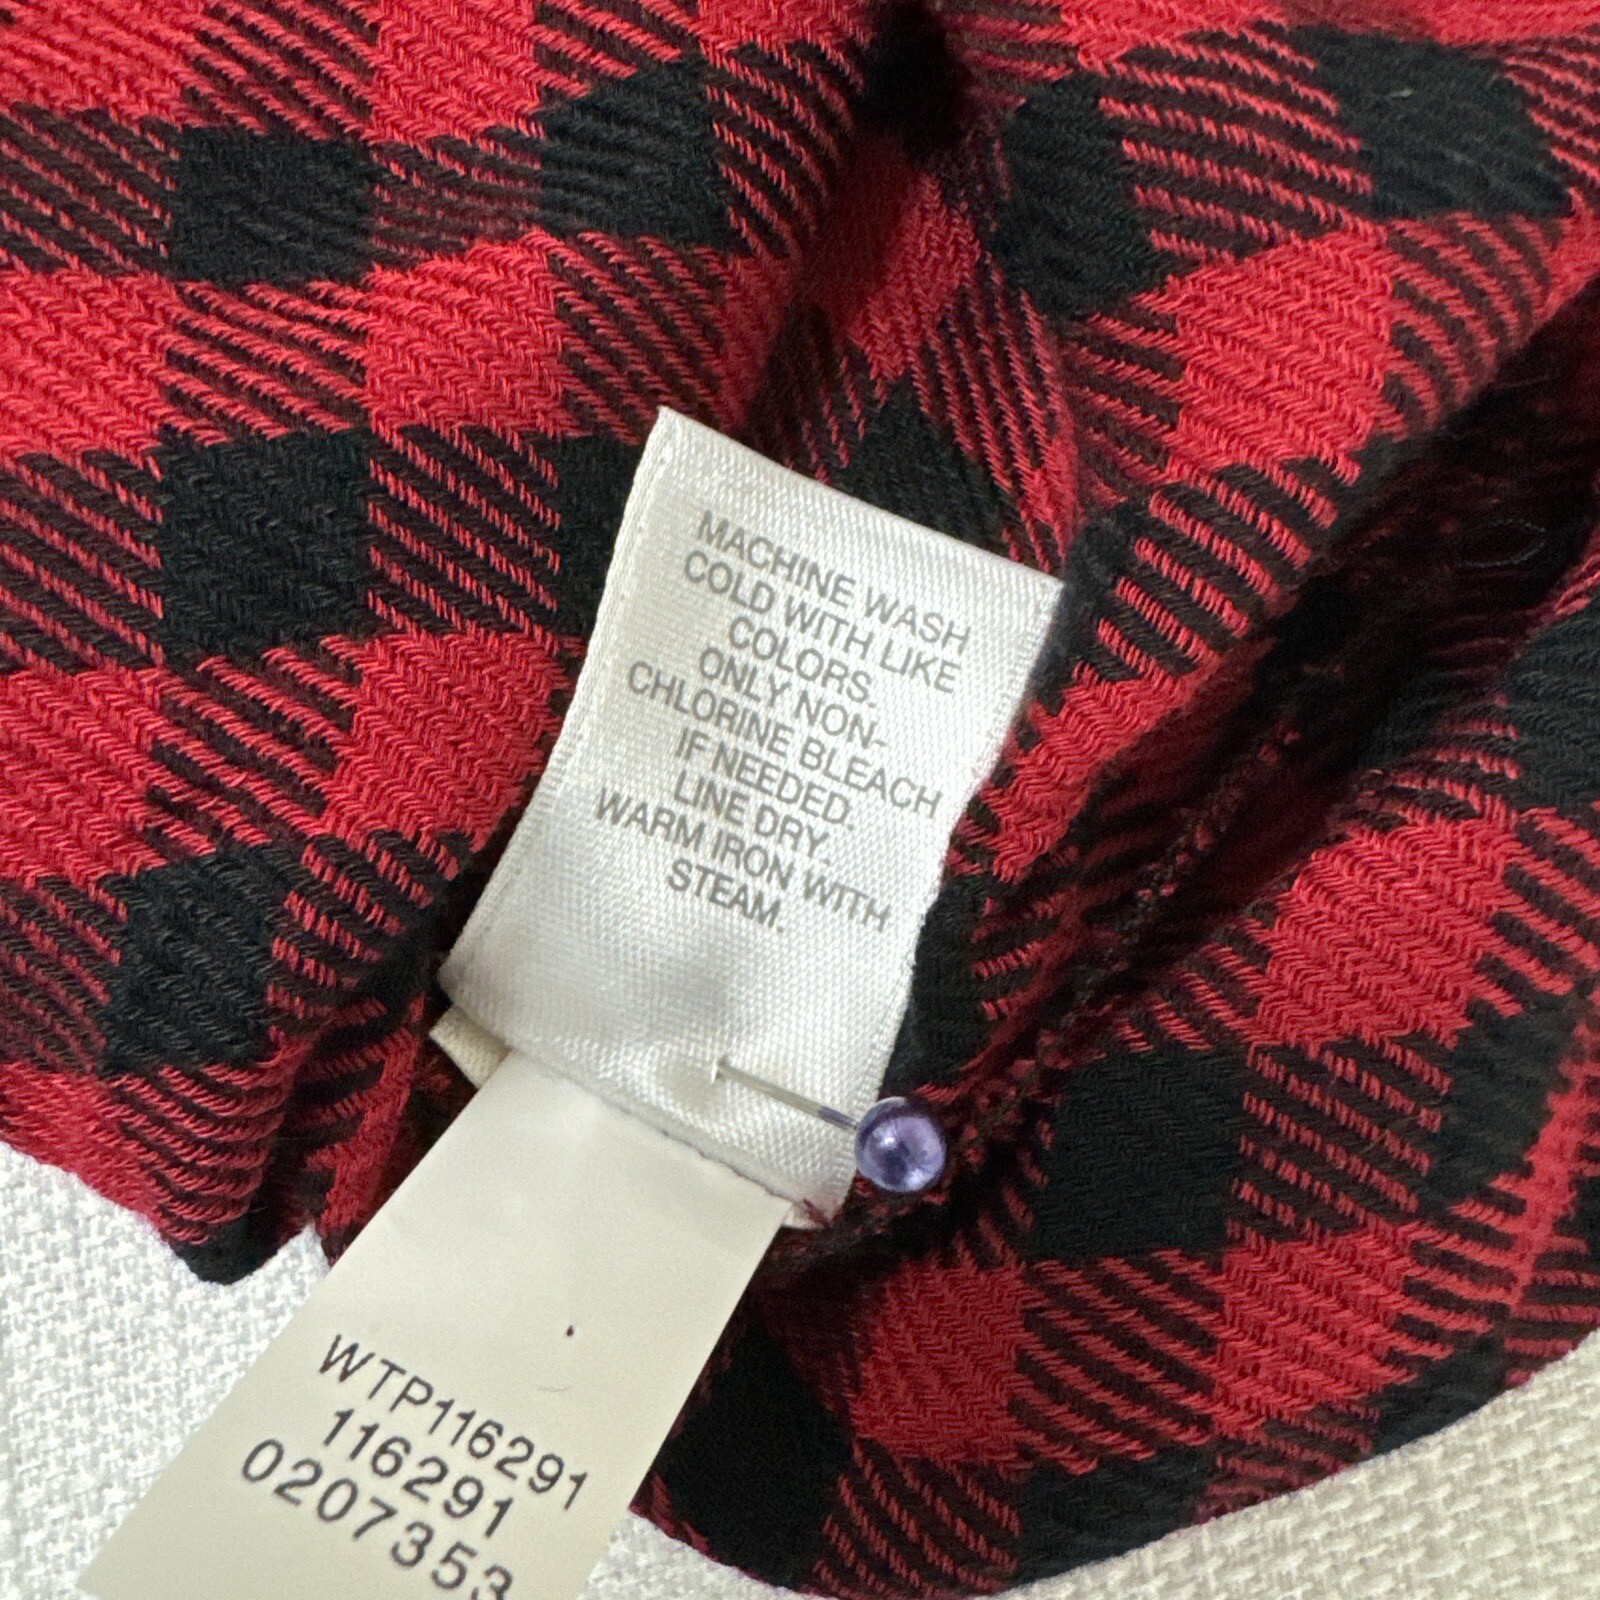 MACHINE WASH
COLD WITH LIKE
COLORS.
ONLY NON-
CHLORINE BLEACH
IF NEEDED.
LINE DRY.
WARM IRON WITH
STEAM.
WTP116291
116291
0207353